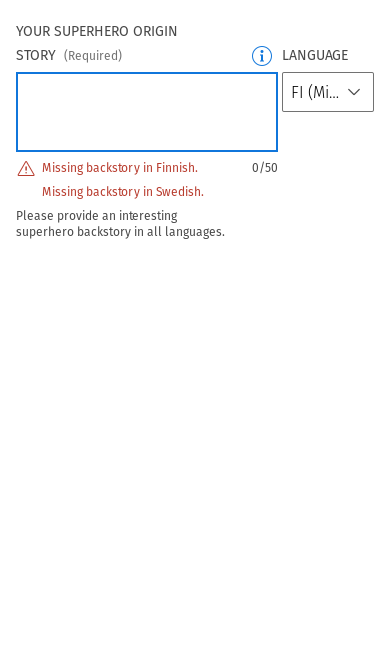 YOUR SUPERHERO ORIGIN
STORY (Required) LANGUAGE
FI (Mi...
Missing backstory in Finnish. 0/50
Missing backstory in Swedish.
Please provide an interesting
superhero backstory in all languages.